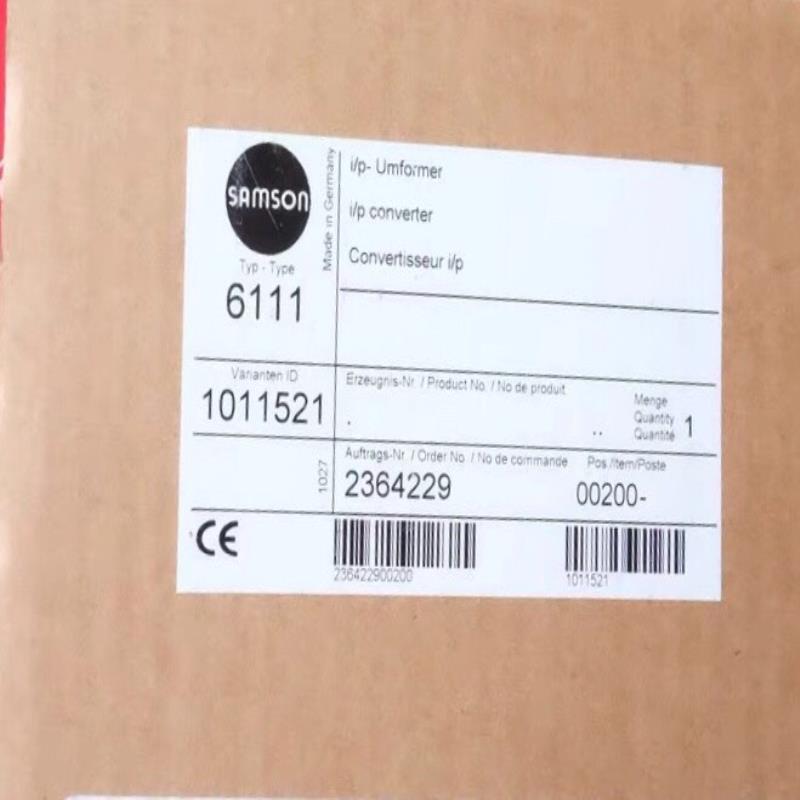 SAMSON
Made in Germany
Typ - Type
6111
i/p- Umformer
i/p converter
Convertisseur i/p
Varianten ID
1011521
Erzeugnis-Nr. / Product No. / No de produit
. ..
Menge
Quantity
Quantité
1
1027
Auftrags-Nr. / Order No. / No de commande
2364229
Pos./Item/Poste
00200-
CE
236422900200
1011521